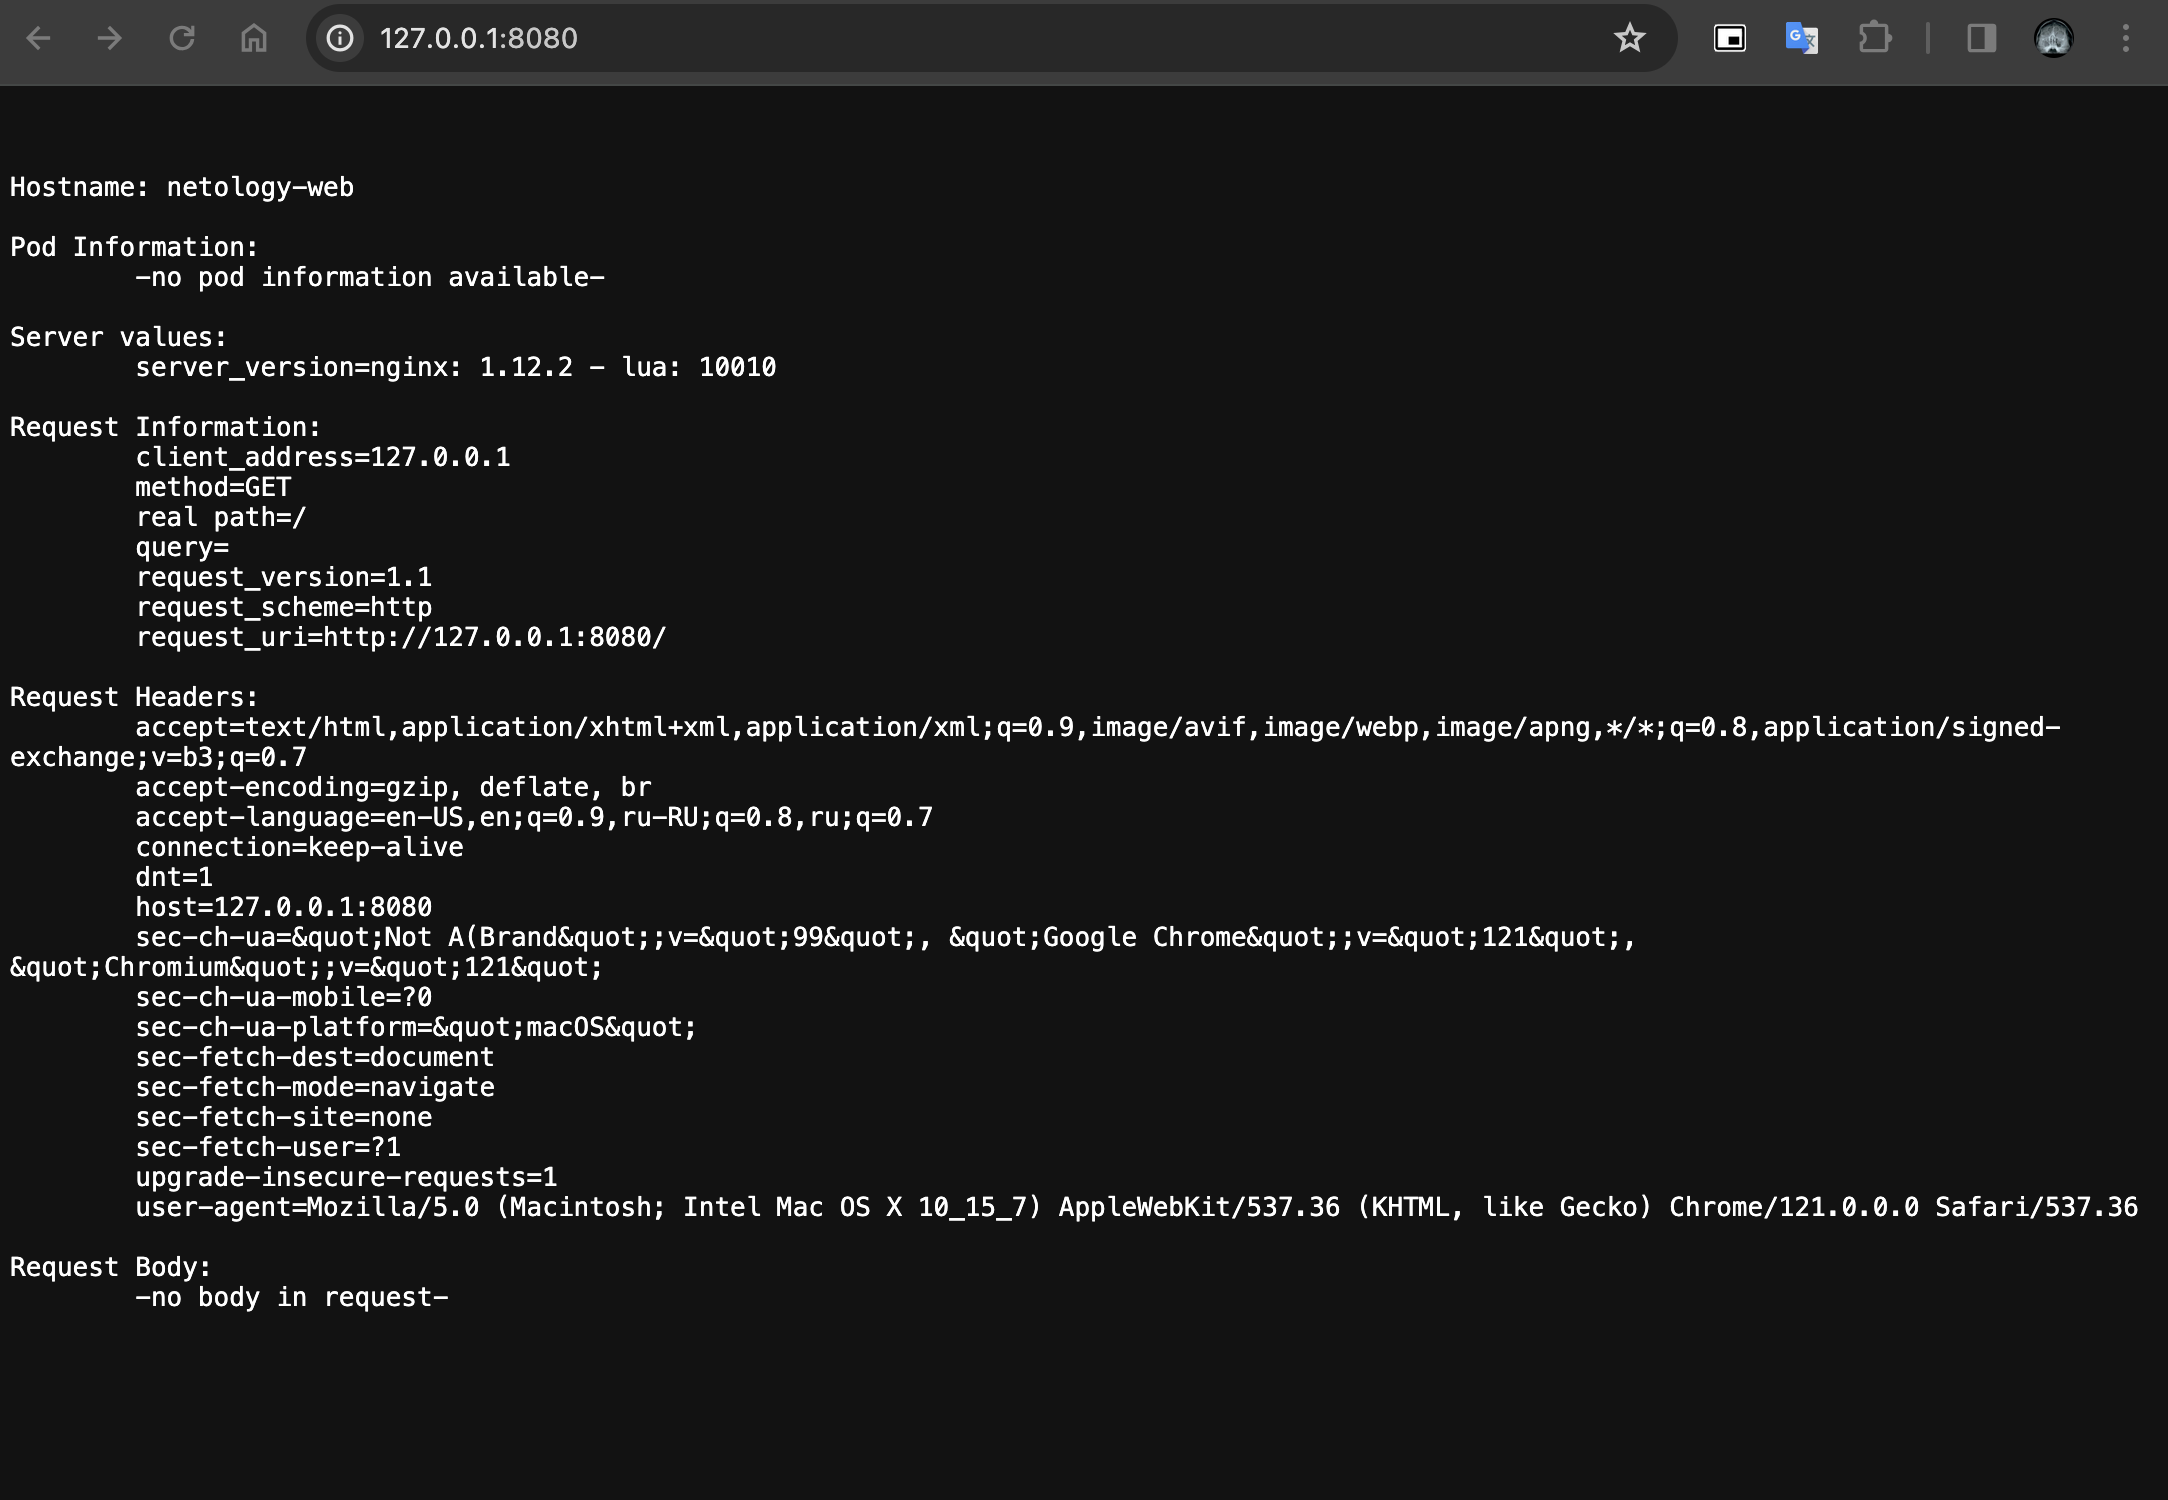 127.0.0.1:8080
Hostname: netology-web
Pod Information:
-no pod information available-
Server values:
server_version=nginx: 1.12.2 - lua: 10010
Request Information:
client_address=127.0.0.1
method=GET
real path=/
query=
request_version=1.1
request_scheme=http
request_uri=http://127.0.0.1:8080/
Request Headers:
accept=text/html,application/xhtml+xml,application/xml;q=0.9,image/avif,image/webp,image/apng,*/*;q=0.8,application/signed-
exchange;v=b3;q=0.7
accept-encoding=gzip, deflate, br
accept-language=en-US,en;q=0.9,ru-RU;q=0.8,ru;q=0.7
connection=keep-alive
dnt=1
host=127.0.0.1:8080
sec-ch-ua=&quot;Not A(Brand&quot;;v=&quot;99&quot;, &quot;Google Chrome&quot;;v=&quot;121&quot;,
&quot;Chromium&quot;;v=&quot;121&quot;
sec-ch-ua-mobile=?0
sec-ch-ua-platform=&quot;macOS&quot;
sec-fetch-dest=document
sec-fetch-mode=navigate
sec-fetch-site=none
sec-fetch-user=?1
upgrade-insecure-requests=1
user-agent=Mozilla/5.0 (Macintosh; Intel Mac OS X 10_15_7) AppleWebKit/537.36 (KHTML, like Gecko) Chrome/121.0.0.0 Safari/537.36
Request Body:
-no body in request-